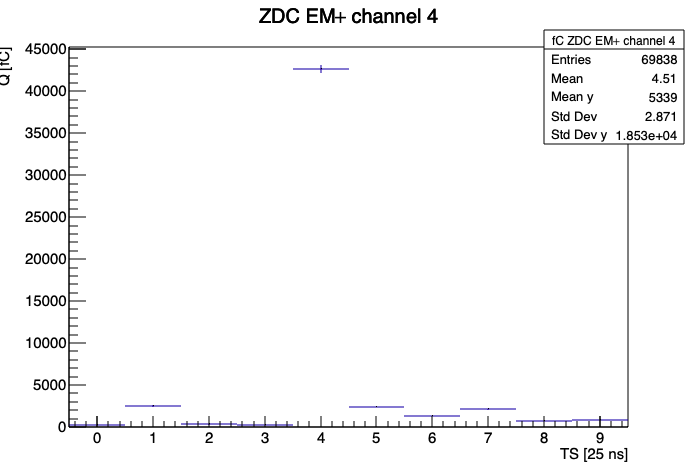 ZDC EM+ channel 4
fC ZDC EM+ channel 4
Entries 69838
Mean 4.51
Mean y 5339
Std Dev 2.871
Std Dev y 1.853e+04
Q [fC]
45000
40000
35000
30000
25000
20000
15000
10000
5000
0
0 1 2 3 4 5 6 7 8 9
TS [25 ns]